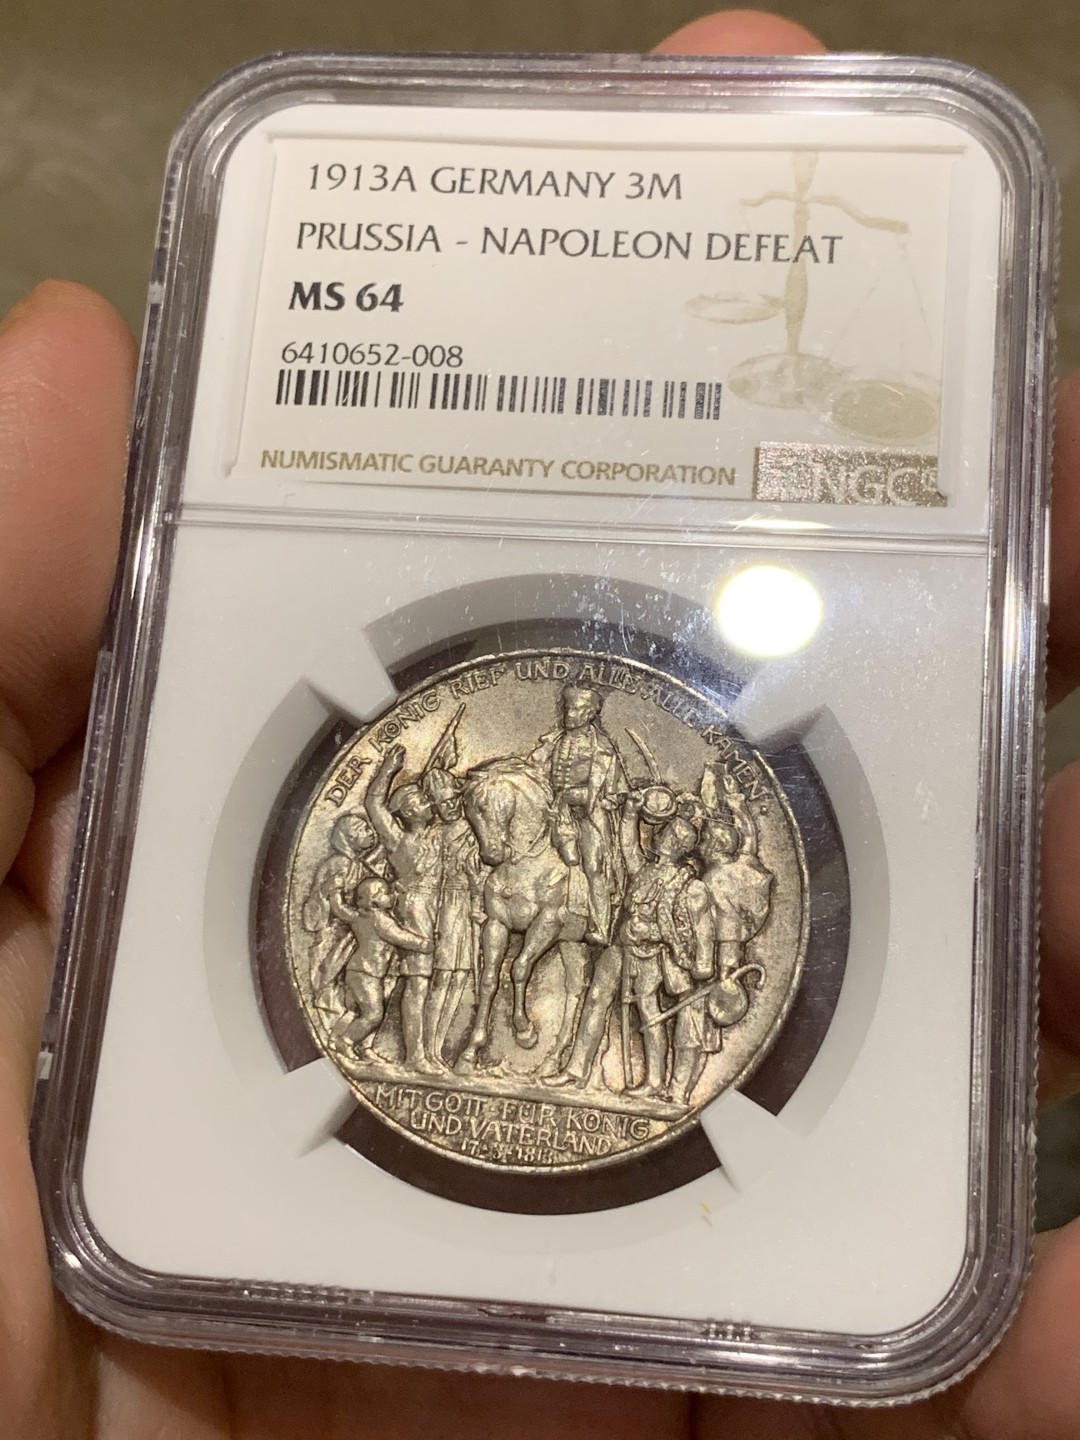 1913A GERMANY 3M
PRUSSIA - NAPOLEON DEFEAT
MS 64
6410652-008
NUMISMATIC GUARANTY CORPORATION
NGC
DER KÖNIG RIEF UND ALLE ALLE KAMEN
MIT GOTT FÜR KÖNIG
UND VATERLAND
17-3-1813